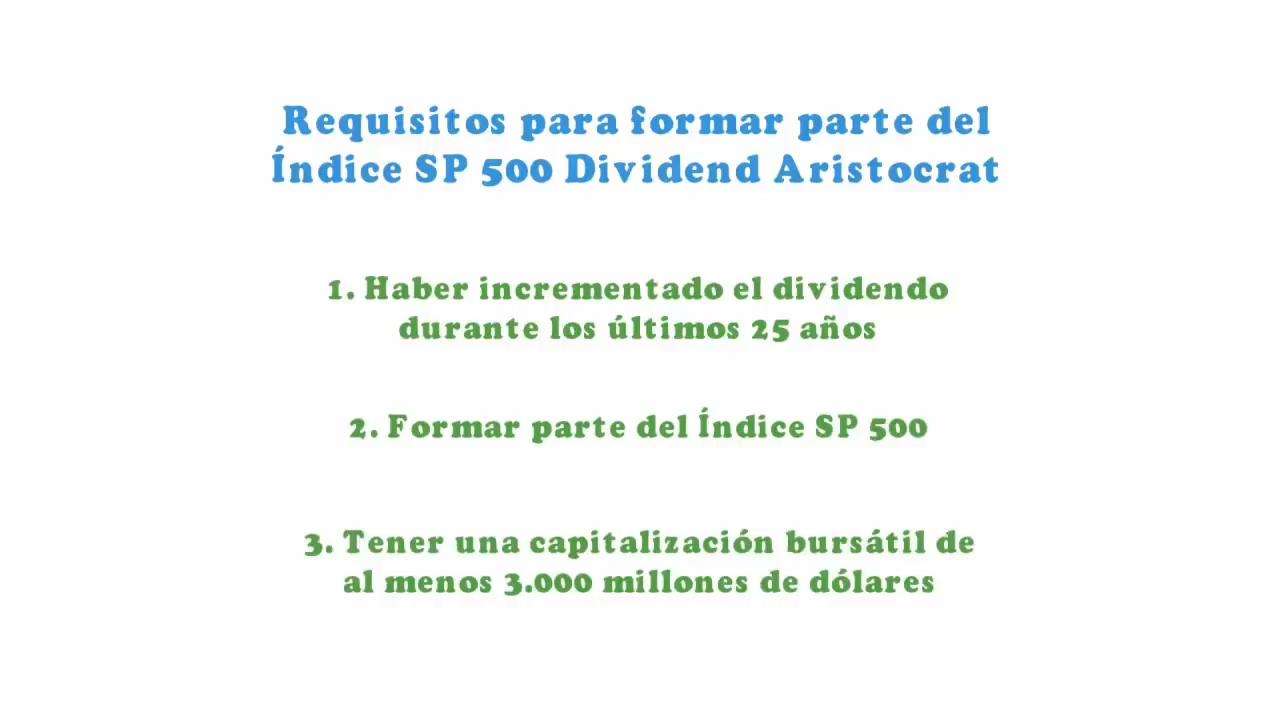 Requisitos para formar parte del
Índice SP 500 Dividend Aristocrat
1. Haber incrementado el dividendo
durante los últimos 25 años
2. Formar parte del Índice SP 500
3. Tener una capitalización bursátil de
al menos 3.000 millones de dólares